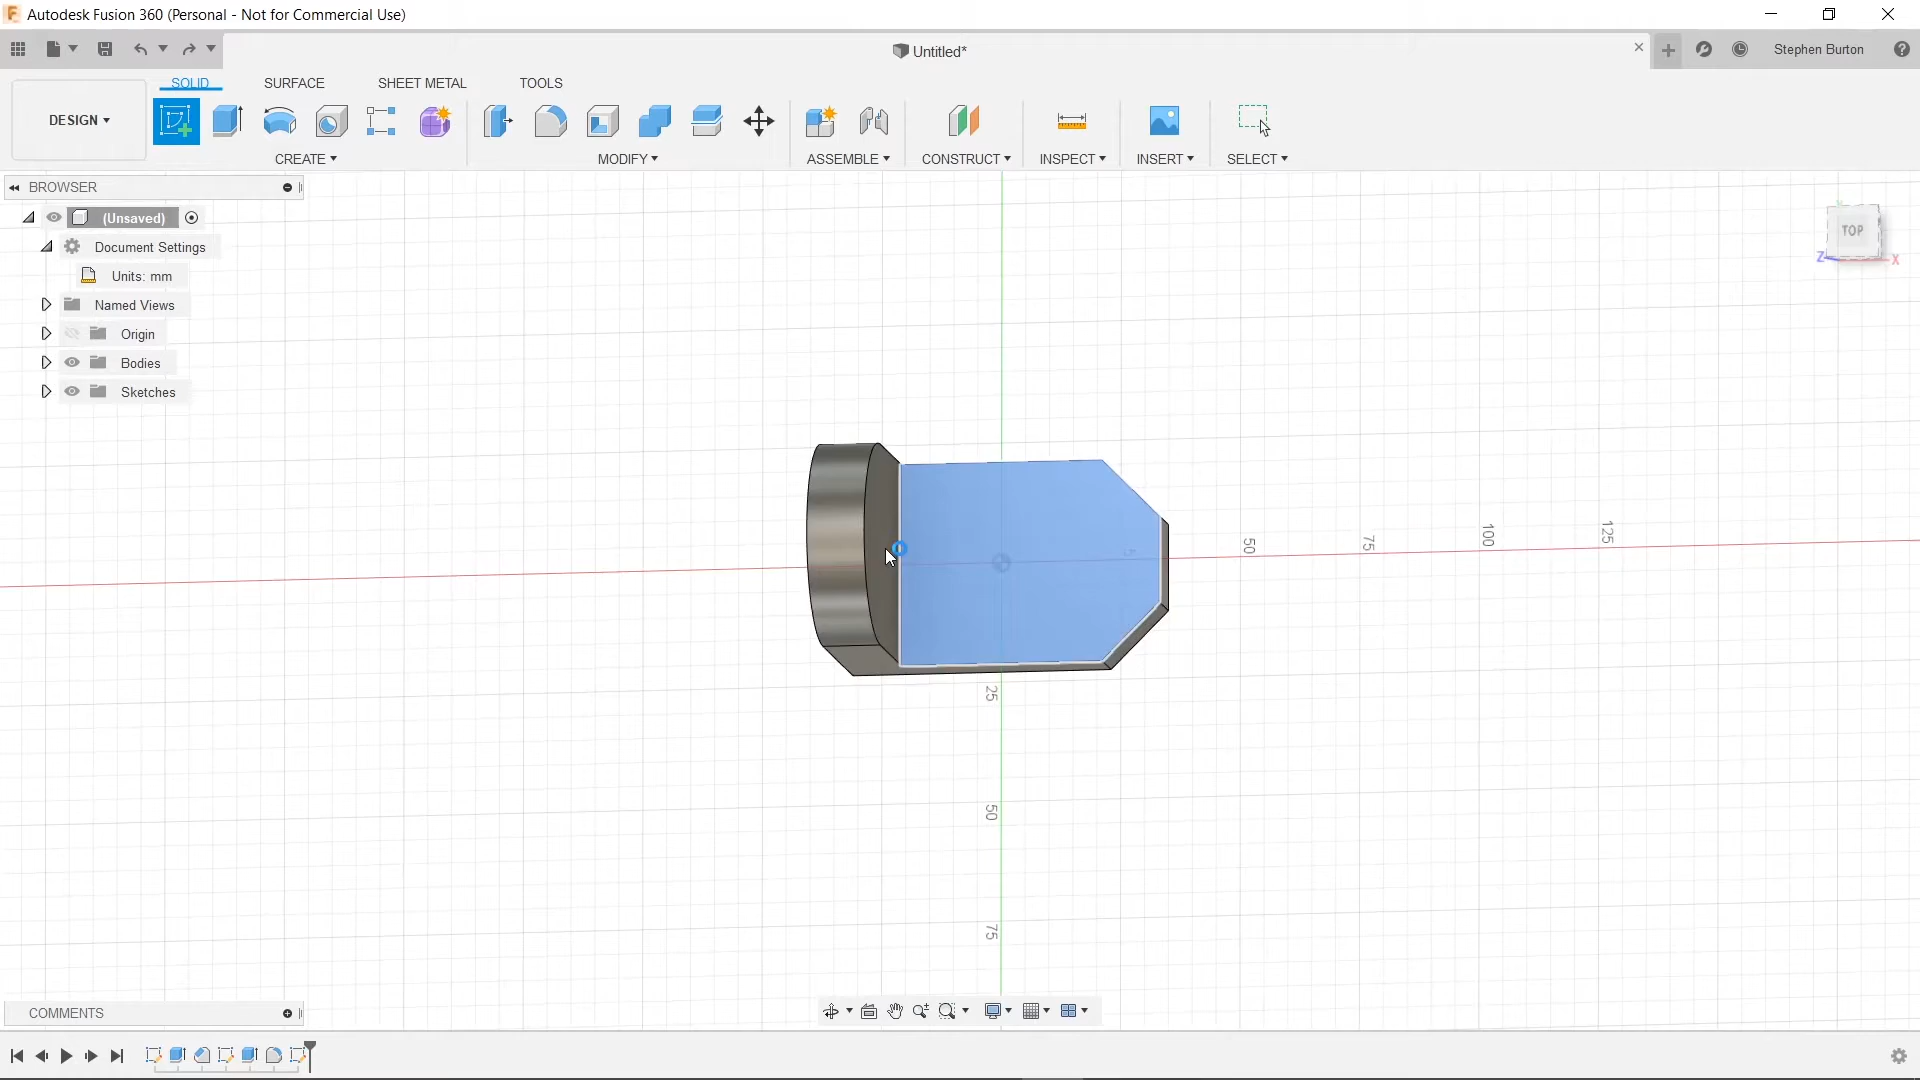 Autodesk Fusion 360 (Personal - Not for Commercial Use)
Untitled*
Stephen Burton
SOLID SURFACE SHEET METAL TOOLS
DESIGN
CREATE MODIFY ASSEMBLE CONSTRUCT INSPECT INSERT SELECT
BROWSER
(Unsaved)
Document Settings
Units: mm
Named Views
Origin
Bodies
Sketches
TOP
Z
X
50
75
100
125
25
50
75
COMMENTS